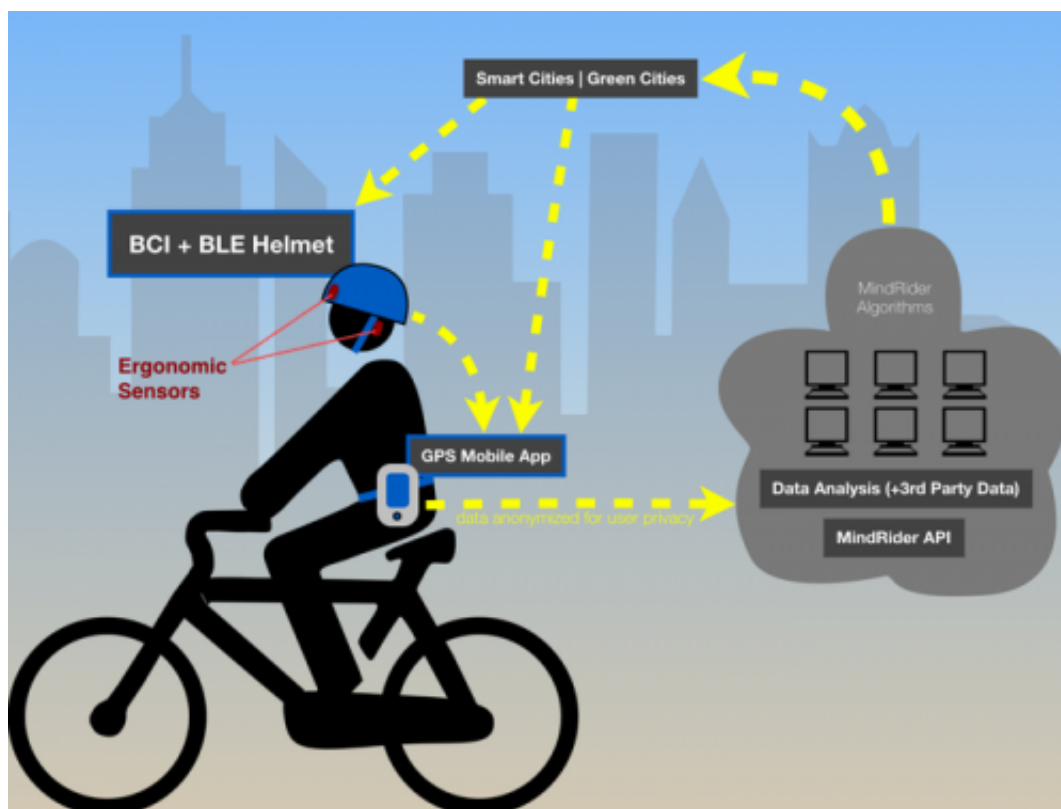 Smart Cities | Green Cities
BCI + BLE Helmet
MindRider
Algorithms
Ergonomic
Sensors
GPS Mobile App
Data Analysis (+3rd Party Data)
data anonymized for user privacy
MindRider API